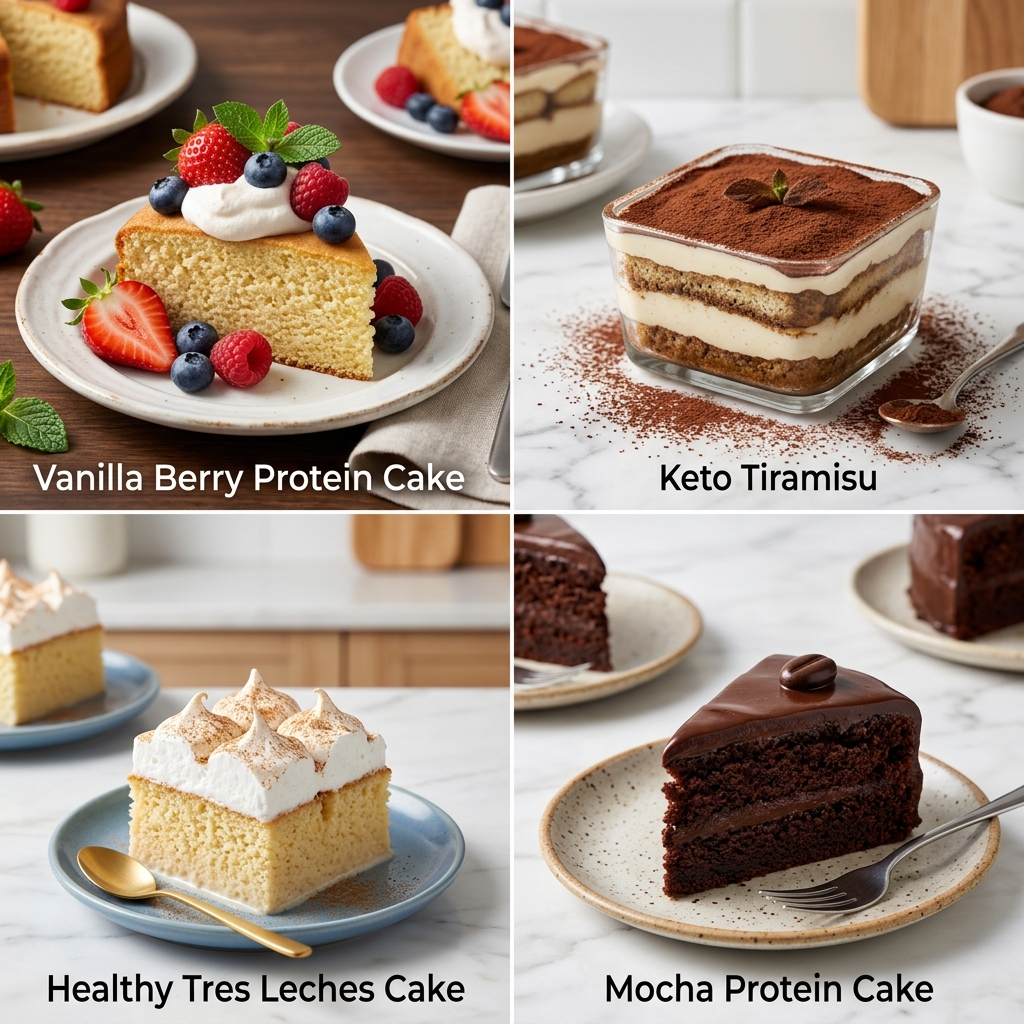 Vanilla Berry Protein Cake
Keto Tiramisu
Healthy Tres Leches Cake
Mocha Protein Cake